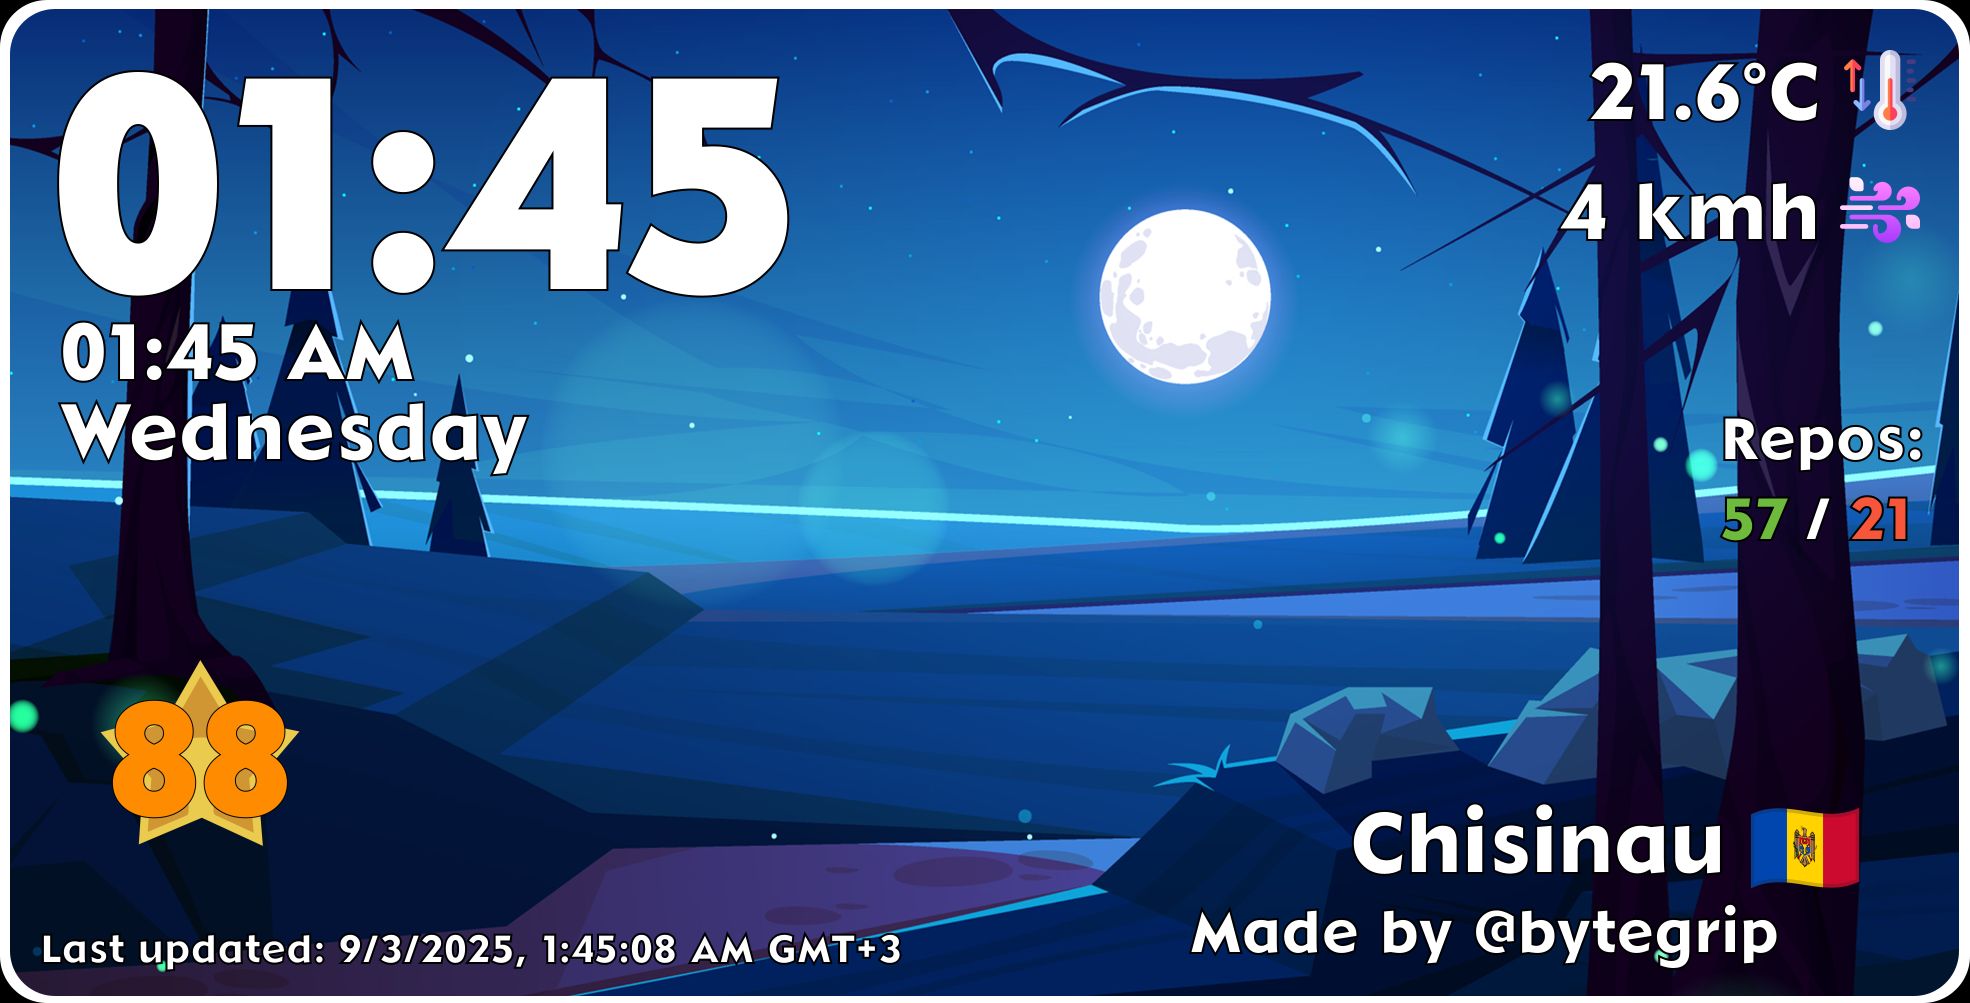 01:45
01:45 AM
Wednesday
21.6°C
4 kmh
Repos:
57 / 21
88
Chisinau
Made by @bytegrip
Last updated: 9/3/2025, 1:45:08 AM GMT+3